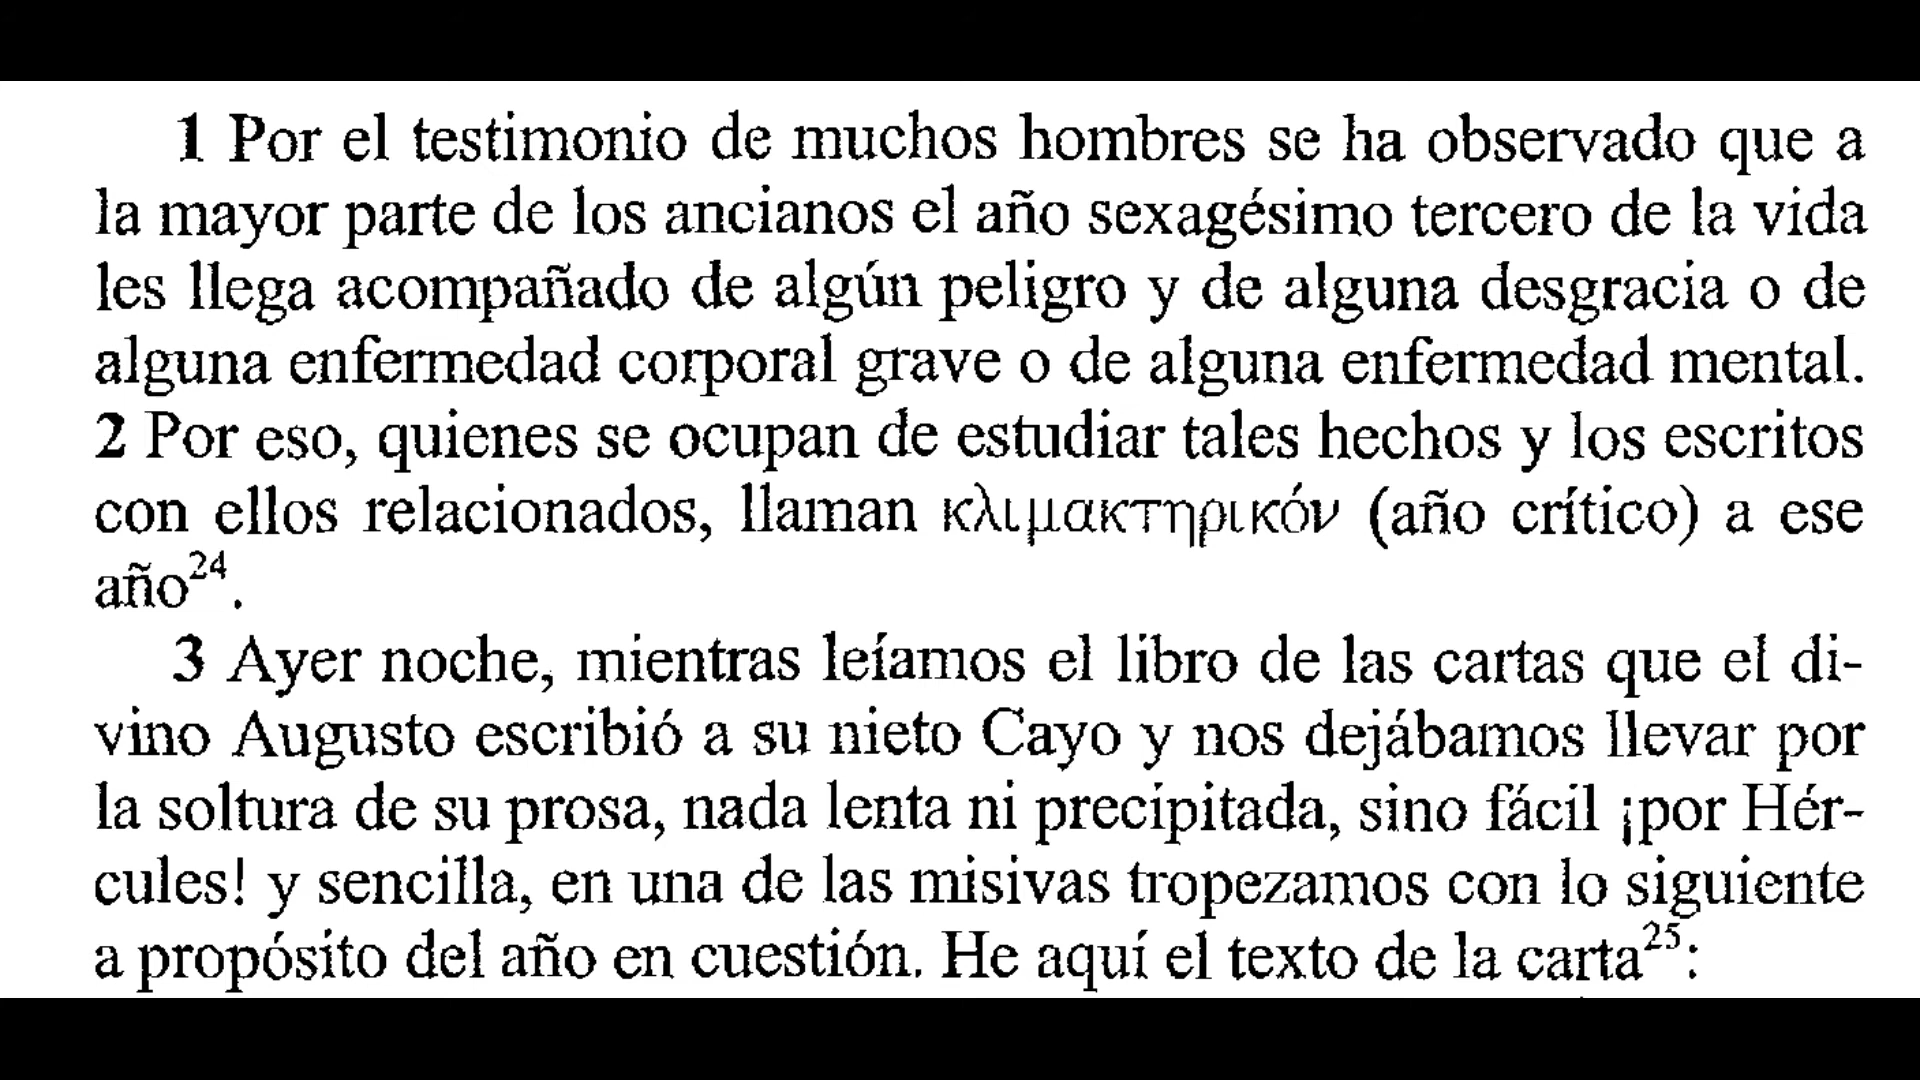 1 Por el testimonio de muchos hombres se ha observado que a
la mayor parte de los ancianos el año sexagésimo tercero de la vida
les llega acompañado de algún peligro y de alguna desgracia o de
alguna enfermedad corporal grave o de alguna enfermedad mental.
2 Por eso, quienes se ocupan de estudiar tales hechos y los escritos
con ellos relacionados, llaman κλιμακτηρικόν (año crítico) a ese
año24.
3 Ayer noche, mientras leíamos el libro de las cartas que el di-
vino Augusto escribió a su nieto Cayo y nos dejábamos llevar por
la soltura de su prosa, nada lenta ni precipitada, sino fácil ¡por Hér-
cules! y sencilla, en una de las misivas tropezamos con lo siguiente
a propósito del año en cuestión. He aquí el texto de la carta25: